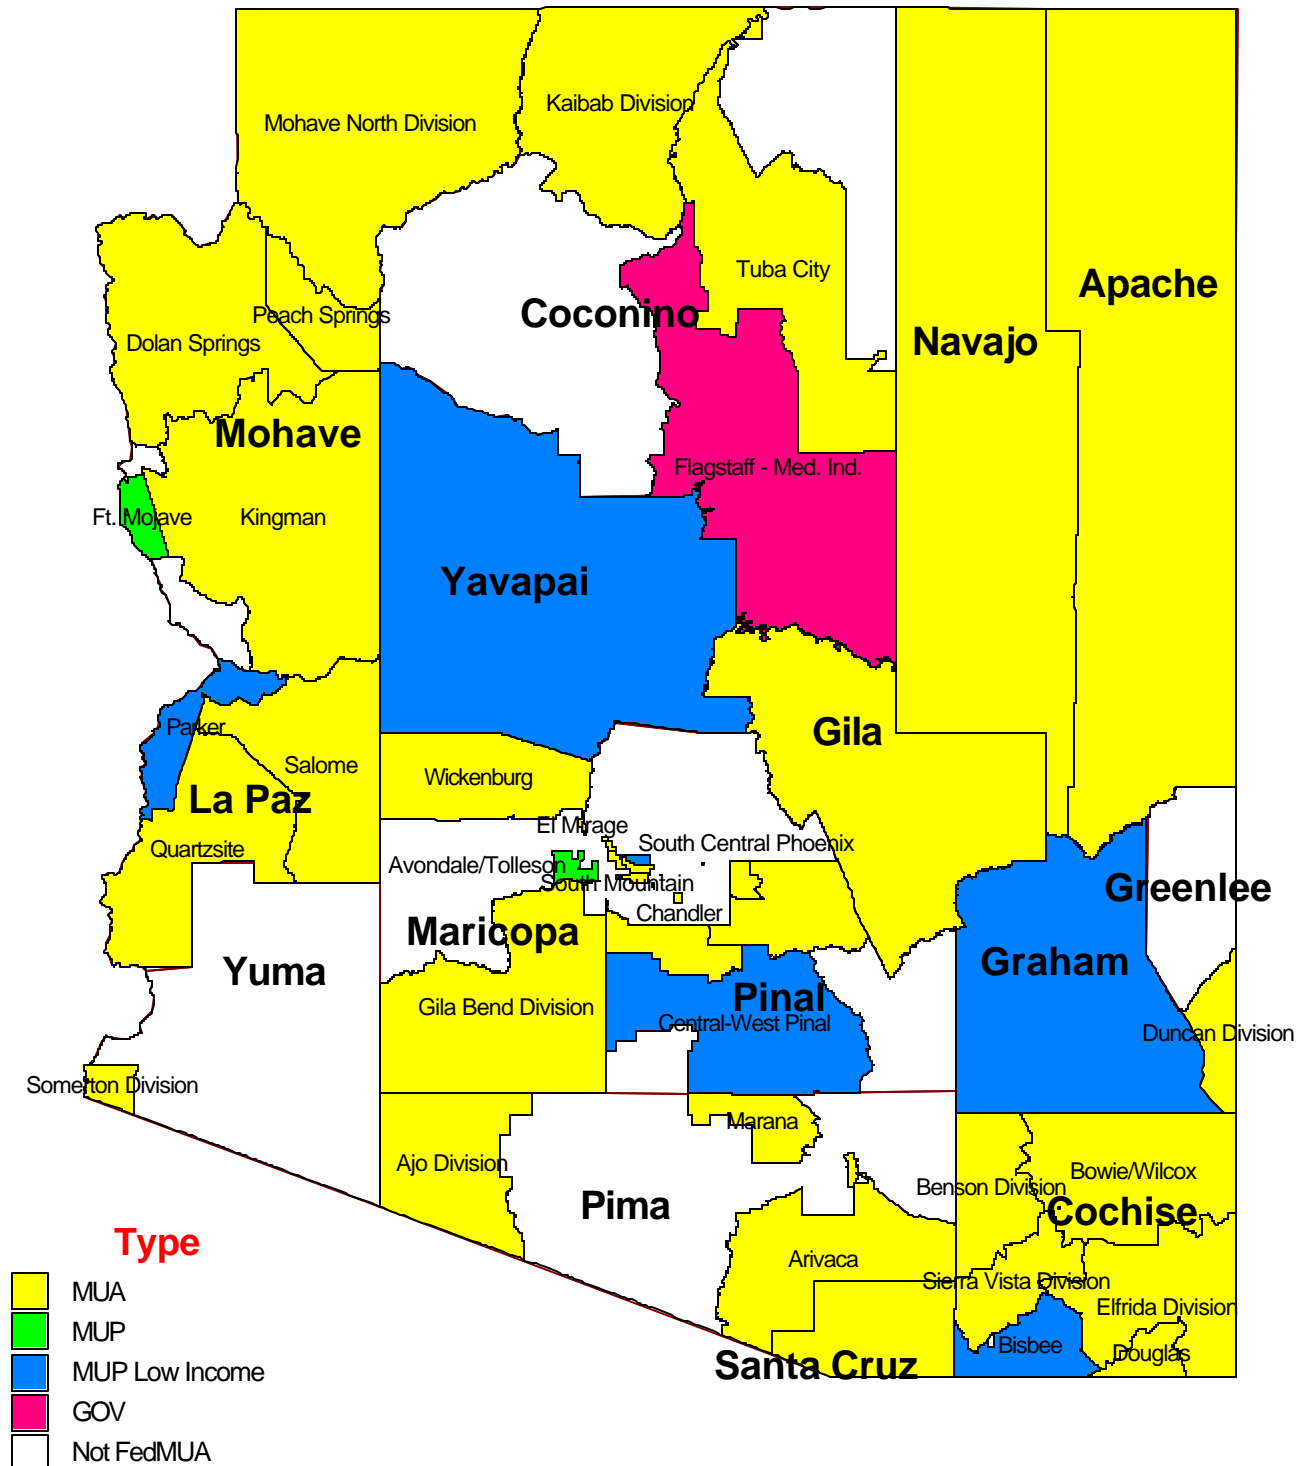 Kaibab Division
Mohave North Division
Tuba City
Apache
Peach Springs
Coconino
Navajo
Dolan Springs
Mohave
Flagstaff - Med. Ind.
Ft. Mojave
Kingman
Yavapai
Parker
Gila
Salome
Wickenburg
La Paz
El Mirage
South Central Phoenix
Quartzsite
Avondale/Tolleson
South Mountain
Greenlee
Chandler
Maricopa
Graham
Yuma
Pinal
Gila Bend Division
Central-West Pinal
Duncan Division
Somerton Division
Marana
Ajo Division
Bowie/Wilcox
Benson Division
Pima
Cochise
Type
Arivaca
Sierra Vista Division
MUA
Elfrida Division
MUP
Bisbee
Douglas
Santa Cruz
MUP Low Income
GOV
Not FedMUA